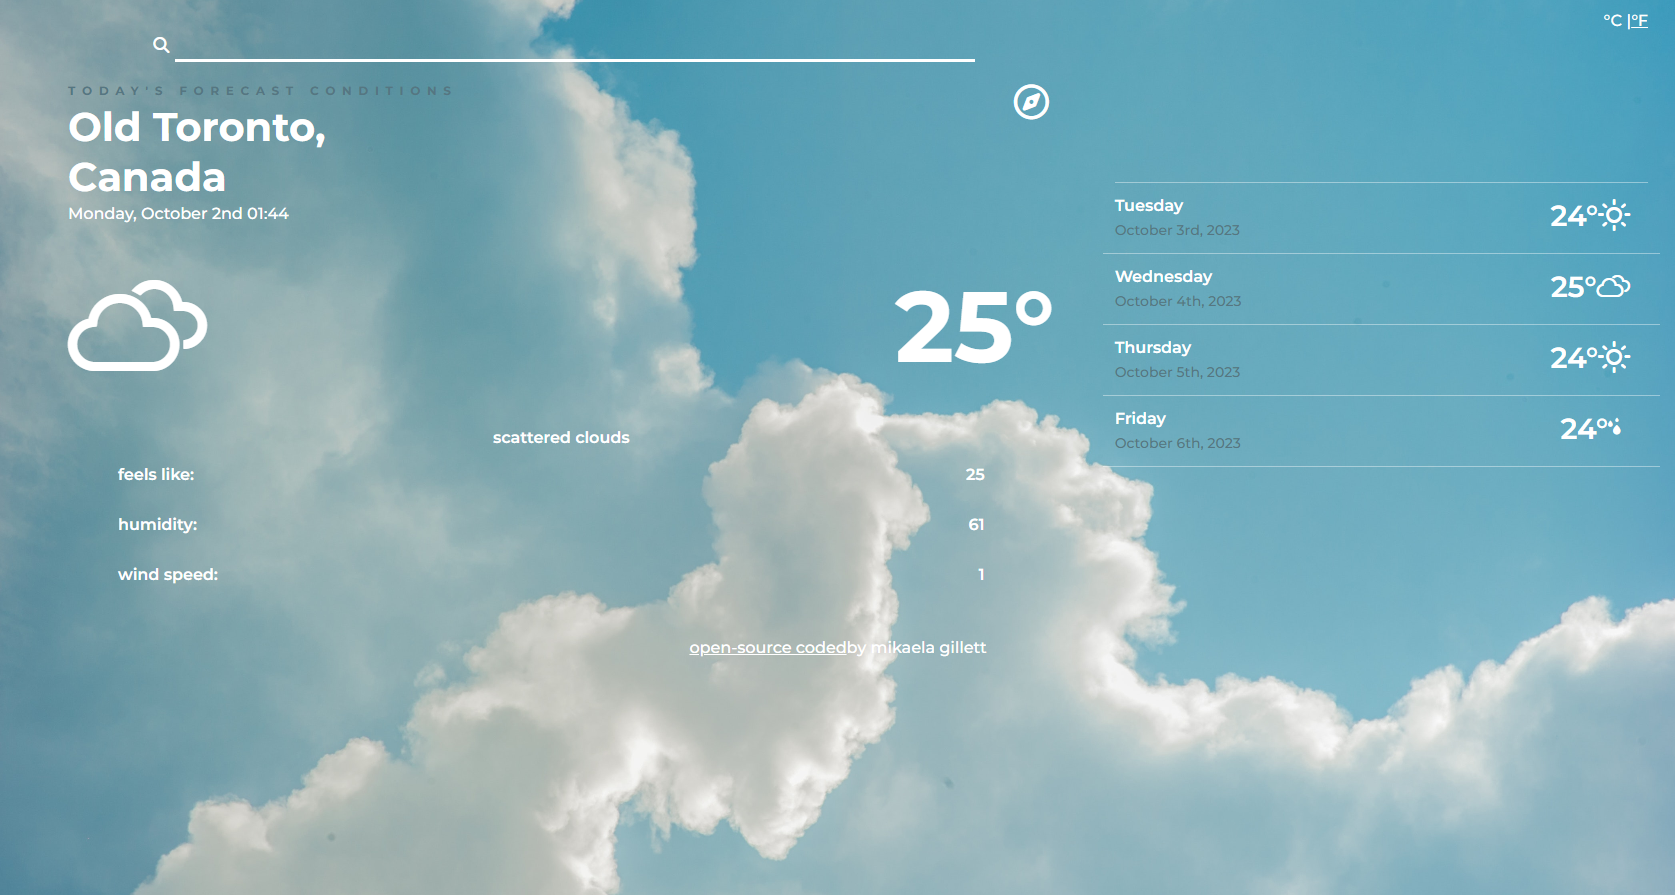 °C |°F
TODAY'S FORECAST CONDITIONS
Old Toronto,
Canada
Monday, October 2nd 01:44
25°
scattered clouds
feels like: 25
humidity: 61
wind speed: 1
Tuesday
October 3rd, 2023
24°
Wednesday
October 4th, 2023
25°
Thursday
October 5th, 2023
24°
Friday
October 6th, 2023
24°
open-source codedby mikaela gillett